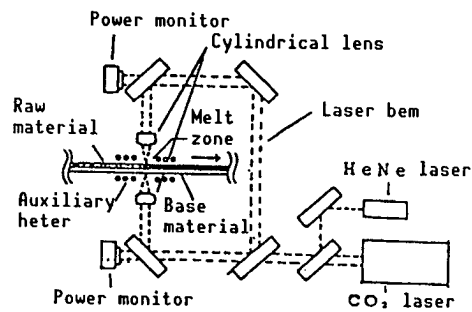 Power monitor
Cylindrical lens
Raw
material
Melt
zone
Laser bem
HeNe laser
Auxiliary
heter
Base
material
Power monitor
CO₂ laser